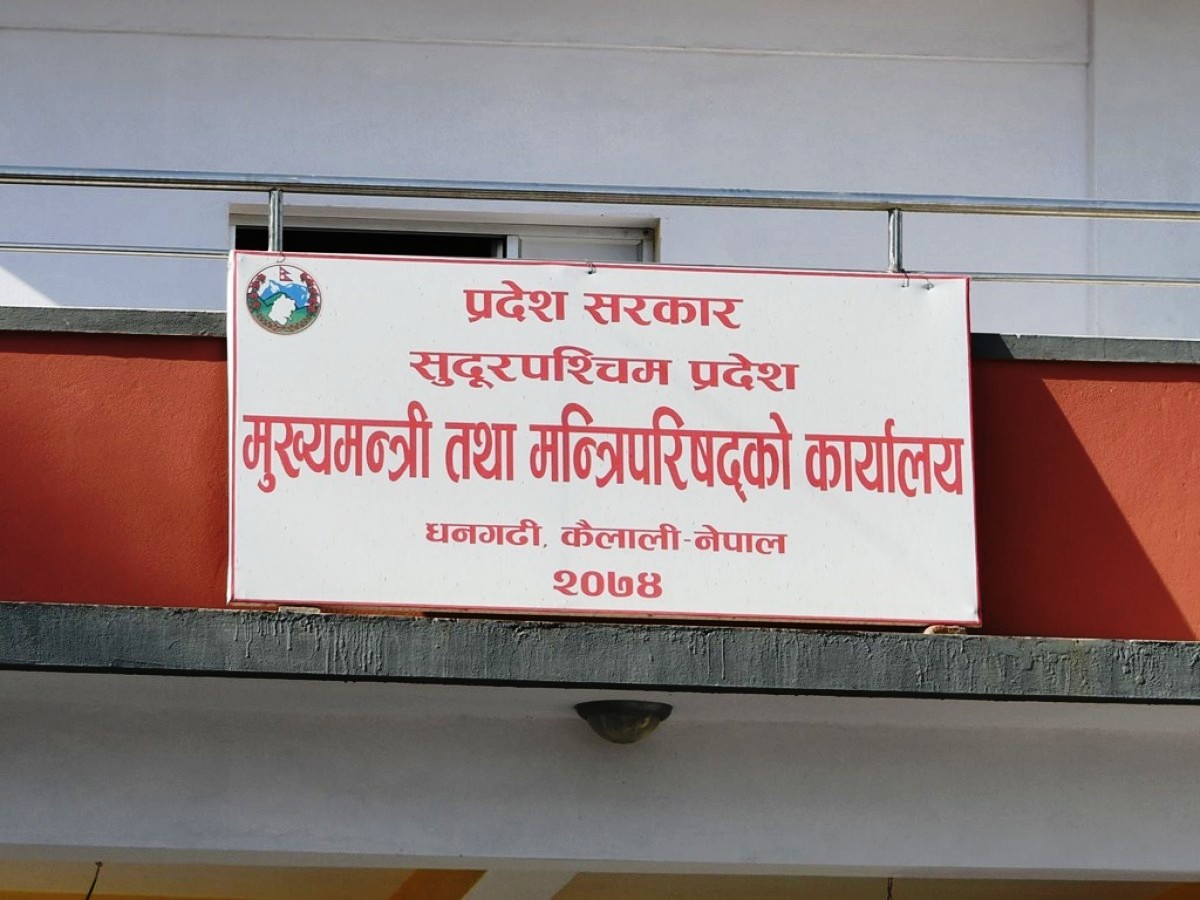 प्रदेश सरकार
सुदूरपश्चिम प्रदेश
मुख्यमन्त्री तथा मन्त्रिपरिषद्को कार्यालय
धनगढी, कैलाली-नेपाल
२०७४